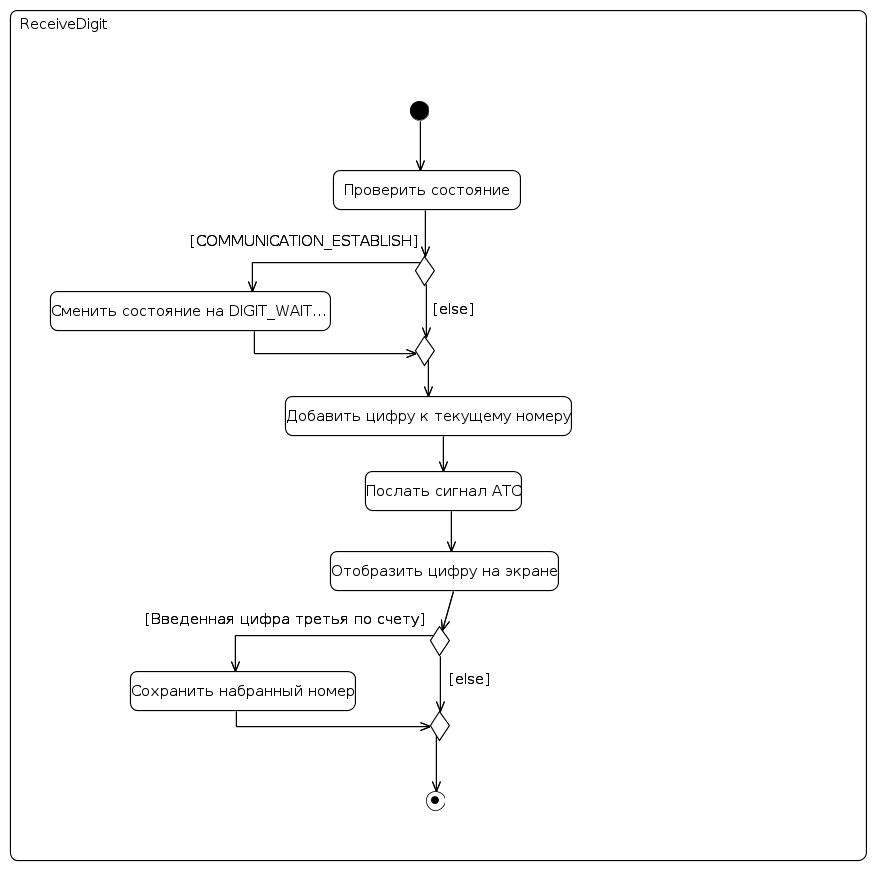 ReceiveDigit
Проверить состояние
[COMMUNICATION_ESTABLISH]
Сменить состояние на DIGIT_WAIT...
[else]
Добавить цифру к текущему номеру
Послать сигнал АТС
Отобразить цифру на экране
[Введенная цифра третья по счету]
[else]
Сохранить набранный номер